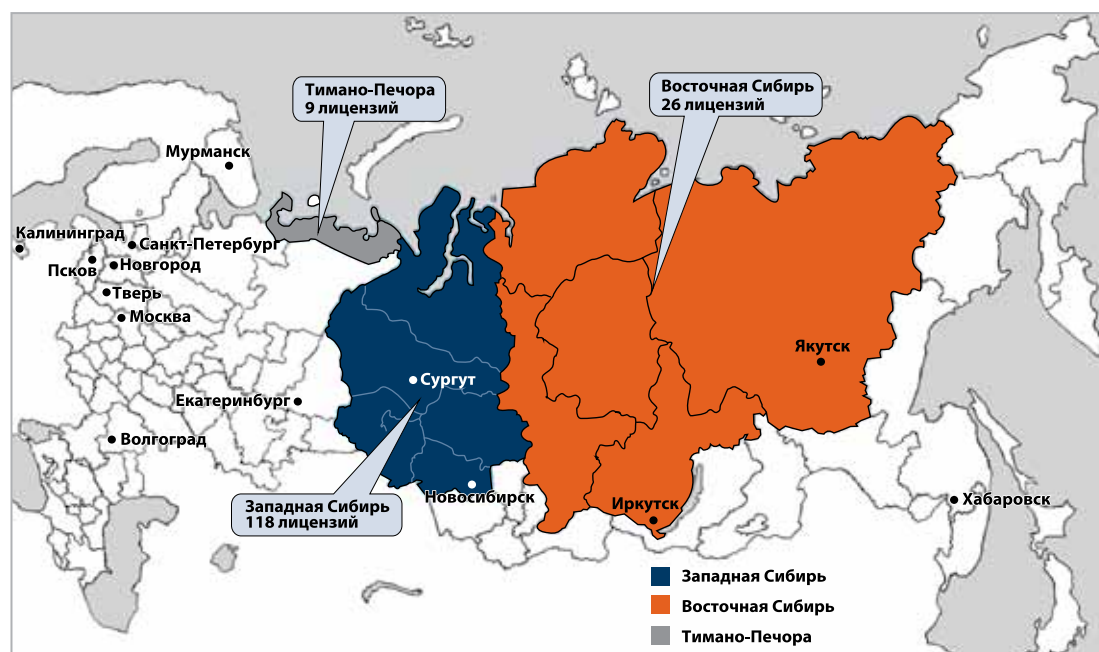 Тимано-Печора
9 лицензий
Восточная Сибирь
26 лицензий
Мурманск
Калининград
Санкт-Петербург
Псков
Новгород
Тверь
Москва
Якутск
Сургут
Екатеринбург
Волгоград
Западная Сибирь
118 лицензий
Новосибирск
Иркутск
Хабаровск
Западная Сибирь
Восточная Сибирь
Тимано-Печора